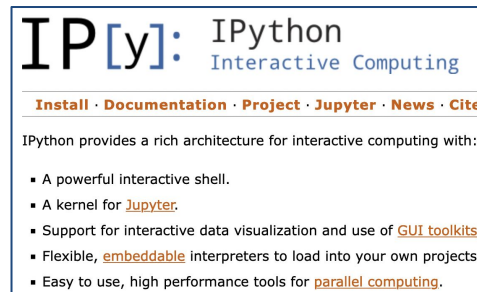 IP[y]: IPython
Interactive Computing
Install · Documentation · Project · Jupyter · News · Cite
IPython provides a rich architecture for interactive computing with:
▪ A powerful interactive shell.
▪ A kernel for Jupyter.
▪ Support for interactive data visualization and use of GUI toolkits
▪ Flexible, embeddable interpreters to load into your own projects
▪ Easy to use, high performance tools for parallel computing.